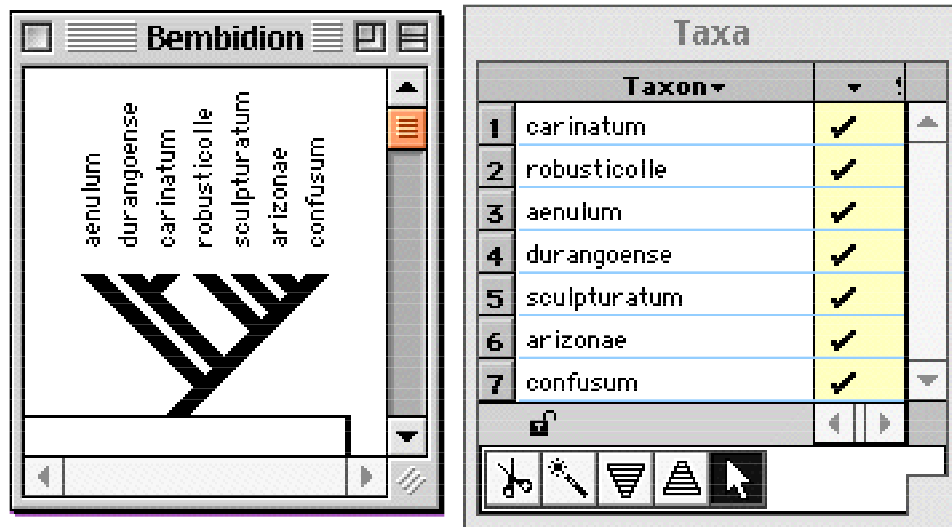 Bembidion
aenulum
durangoense
carinatum
robusticolle
sculpturatum
arizonae
confusum
Taxa
Taxon
1 carinatum
2 robusticolle
3 aenulum
4 durangoense
5 sculpturatum
6 arizonae
7 confusum